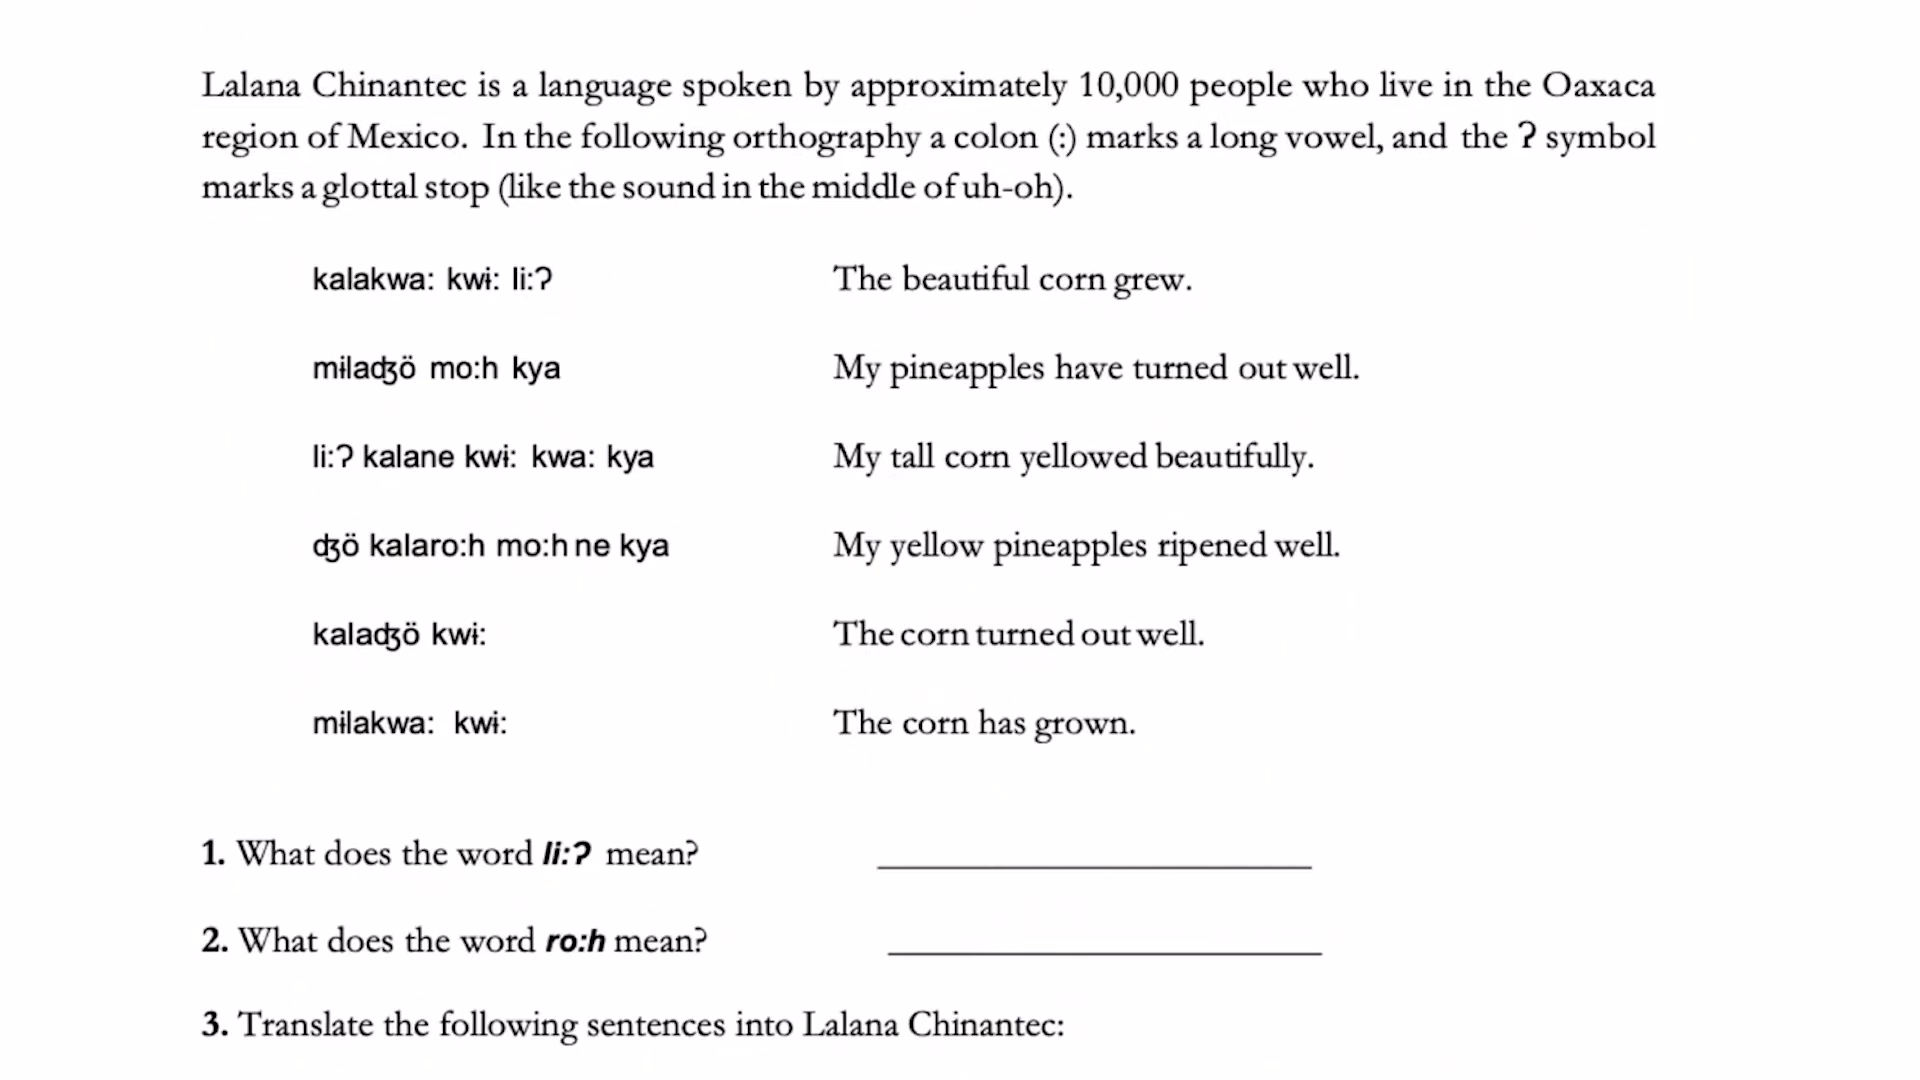 Lalana Chinantec is a language spoken by approximately 10,000 people who live in the Oaxaca
region of Mexico. In the following orthography a colon (:) marks a long vowel, and the ʔ symbol
marks a glottal stop (like the sound in the middle of uh-oh).
kalakwa: kwɨ: li:ʔ The beautiful corn grew.
mɨlaʤö mo:h kya My pineapples have turned out well.
li:ʔ kalane kwɨ: kwa: kya My tall corn yellowed beautifully.
ʤö kalaro:h mo:h ne kya My yellow pineapples ripened well.
kalaʤö kwɨ: The corn turned out well.
mɨlakwa: kwɨ: The corn has grown.
1. What does the word li:ʔ mean? ____________________
2. What does the word ro:h mean? ____________________
3. Translate the following sentences into Lalana Chinantec: